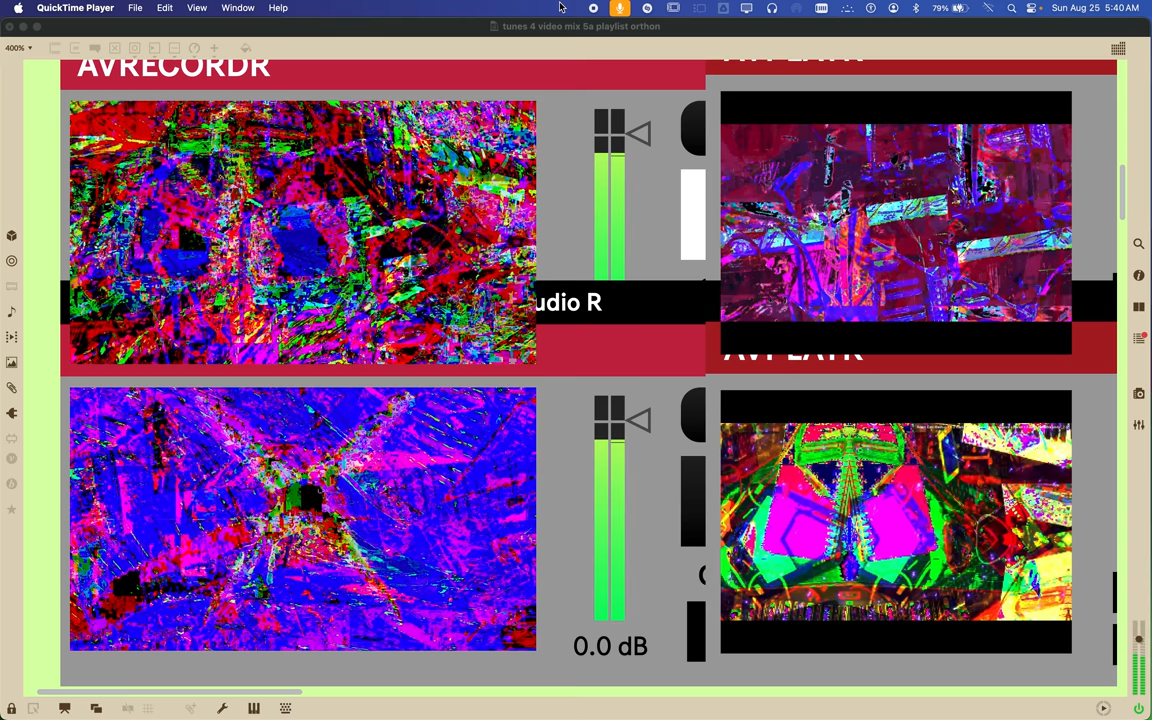 QuickTime Player File Edit View Window Help 79% Sun Aug 25 5:40 AM
tunes 4 video mix 5a playlist orthon
400%
AVRECORDR
udio R
AVPLAYR
0.0 dB